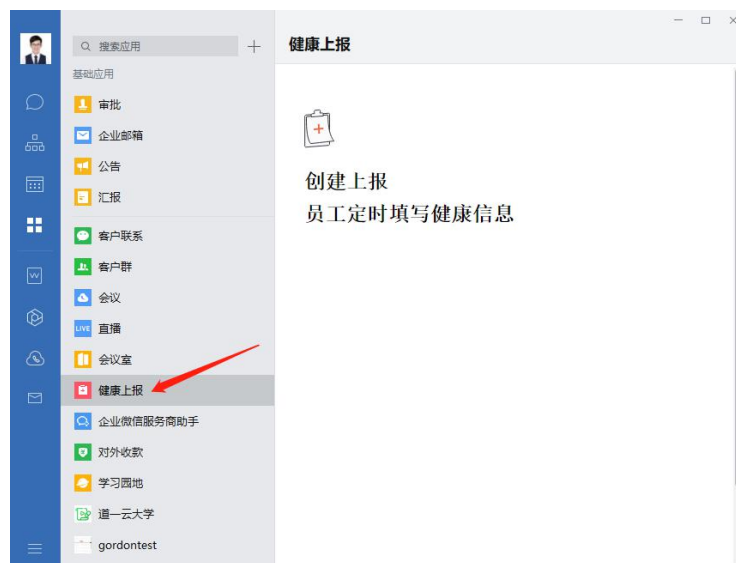 搜索应用
健康上报
基础应用
审批
企业邮箱
公告
汇报
客户联系
客户群
会议
LIVE 直播
会议室
健康上报
企业微信服务商助手
对外收款
学习园地
道一云大学
gordontest
创建上报
员工定时填写健康信息